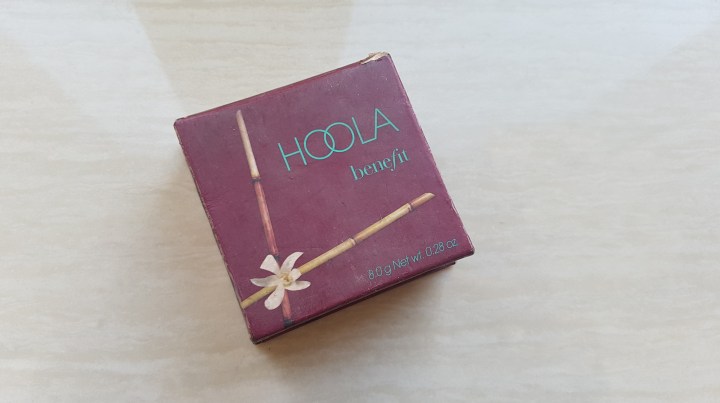 HOOLA
benefit
8.0 g Net wt. 0.28 oz.